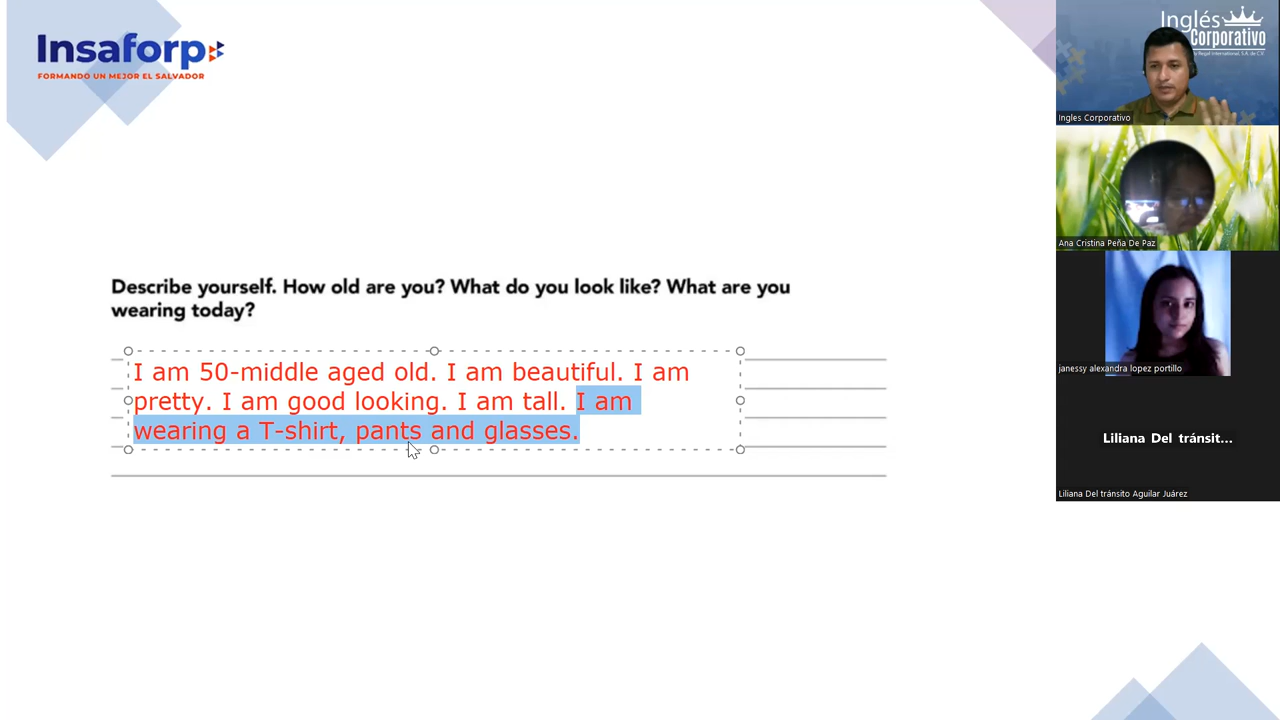 Insaforp
FORMANDO UN MEJOR EL SALVADOR
Describe yourself. How old are you? What do you look like? What are you
wearing today?
I am 50-middle aged old. I am beautiful. I am
pretty. I am good looking. I am tall. I am
wearing a T-shirt, pants and glasses.
Inglés
Corporativo
Ingles Corporativo
Ana Cristina Peña De Paz
janessy alexandra lopez portillo
Liliana Del tránsit...
Liliana Del tránsito Aguilar Juárez